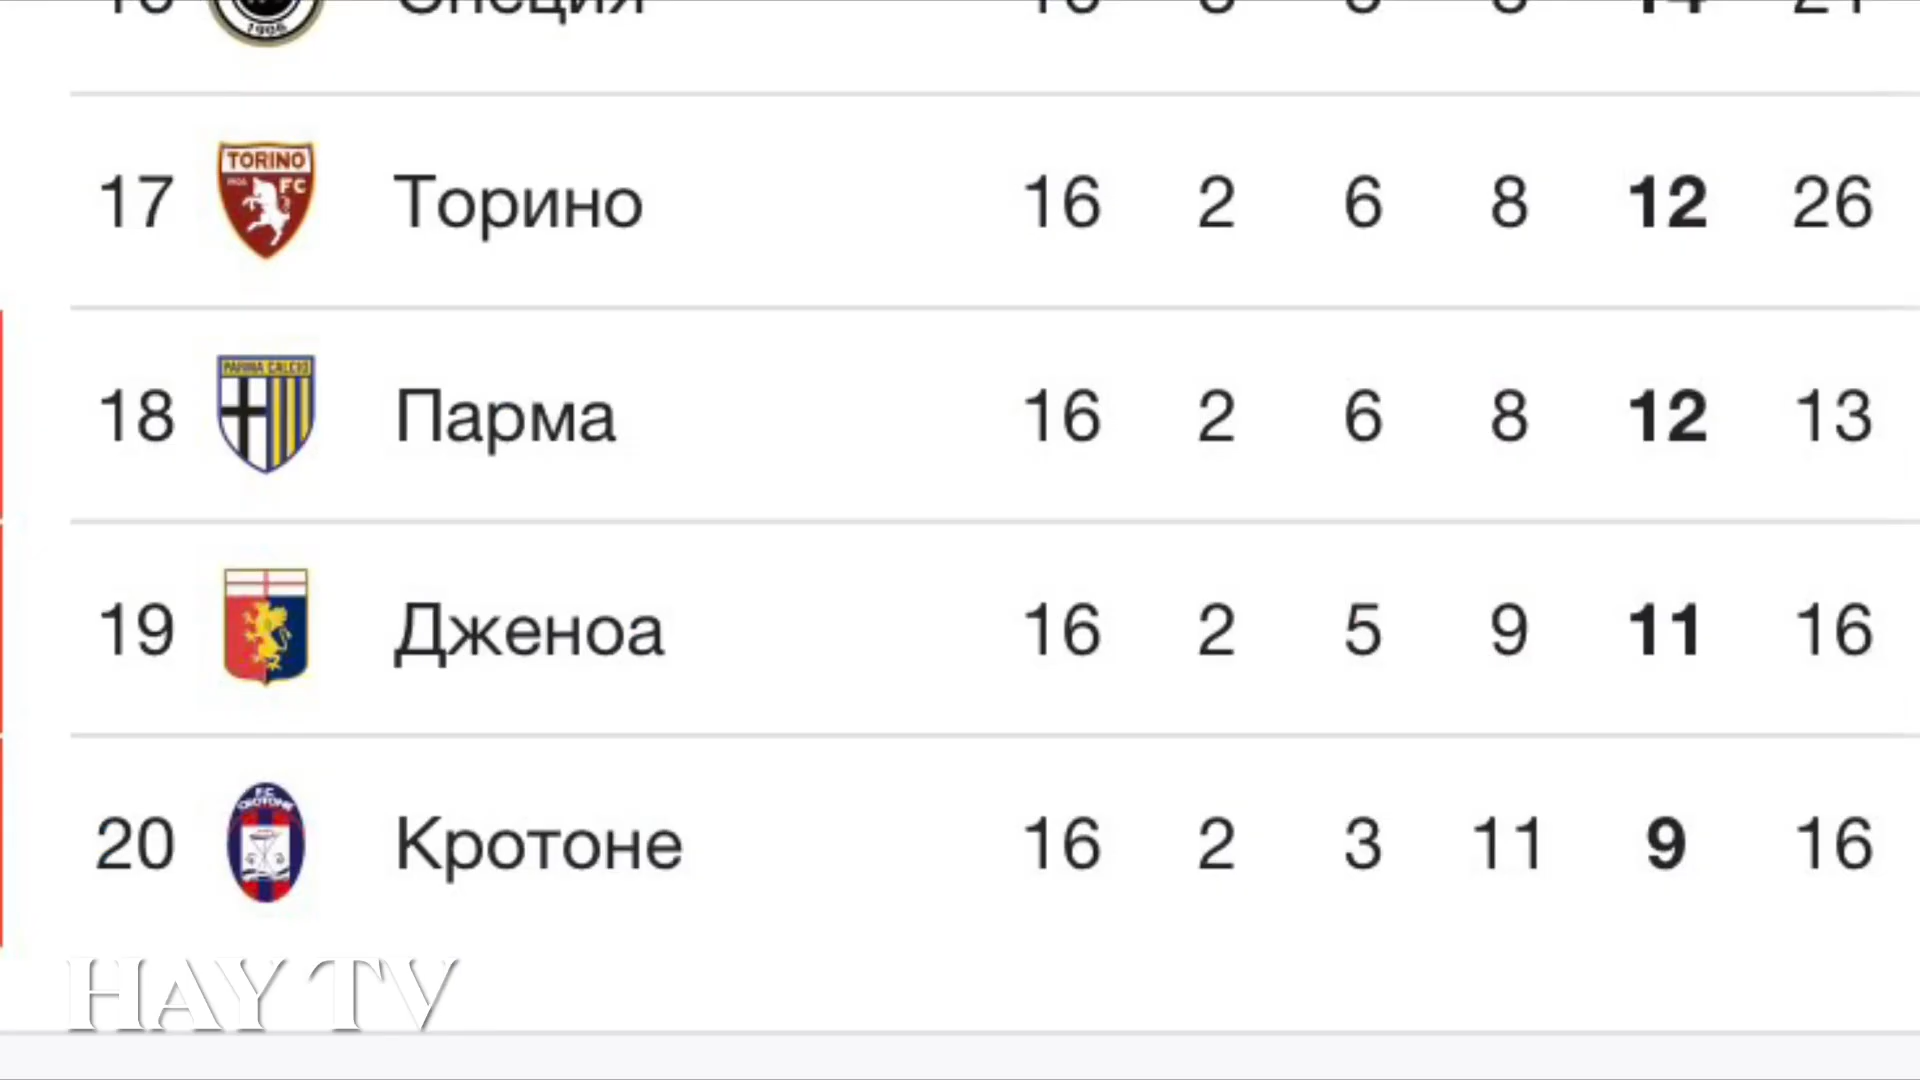 1906
17 TORINO FC Торино 16 2 6 8 12 26
18 PARMA CALCIO Парма 16 2 6 8 12 13
19 Дженоа 16 2 5 9 11 16
20 F.C. CROTONE Кротоне 16 2 3 11 9 16
HAY TV